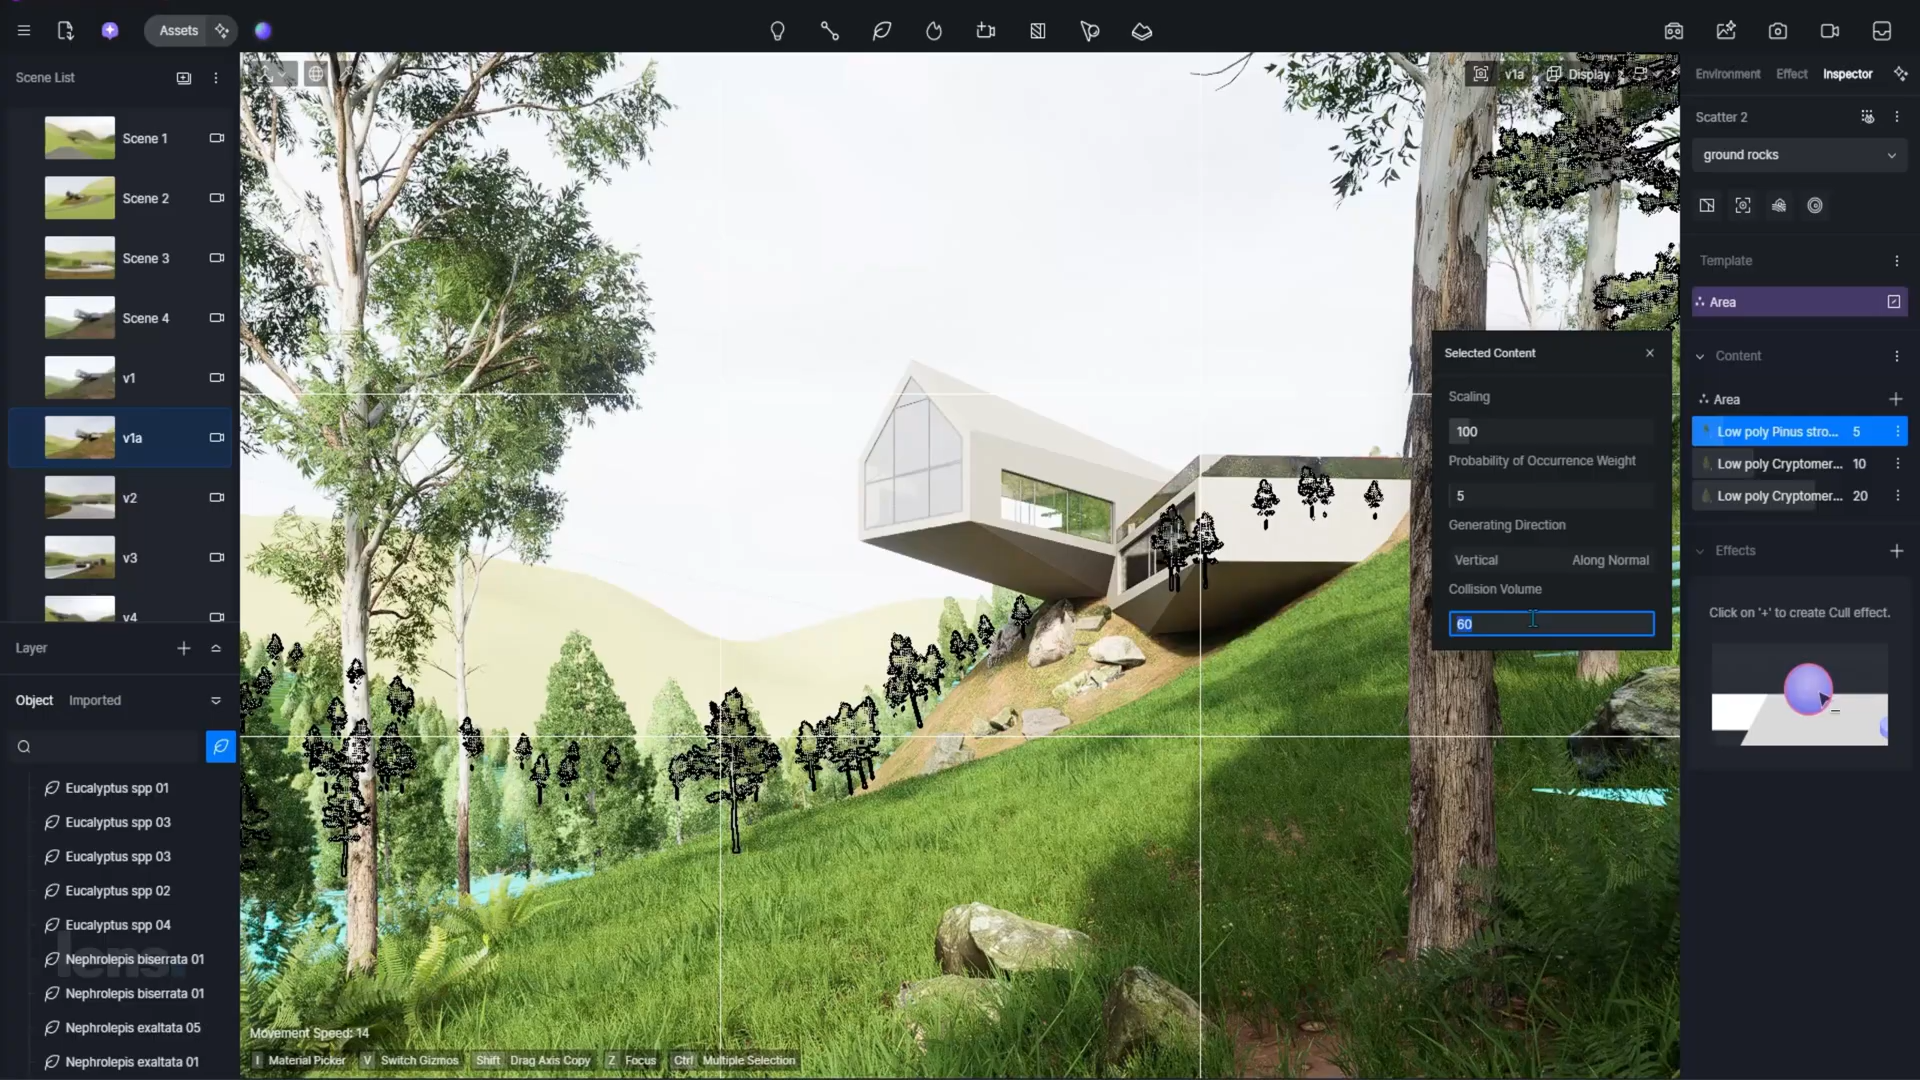 Assets
Scene List
Scene 1
Scene 2
Scene 3
Scene 4
v1
v1a
v2
v3
v4
Layer
Object
Imported
Eucalyptus spp 01
Eucalyptus spp 03
Eucalyptus spp 03
Eucalyptus spp 02
Eucalyptus spp 04
Nephrolepis biserrata 01
Nephrolepis biserrata 01
Nephrolepis exaltata 05
Nephrolepis exaltata 01
lens.
v1a
Display
Movement Speed: 14
I Material Picker V Switch Gizmos Shift Drag Axis Copy Z Focus Ctrl Multiple Selection
Selected Content
Scaling
100
Probability of Occurrence Weight
5
Generating Direction
Vertical Along Normal
Collision Volume
60
Environment Effect Inspector
Scatter 2
ground rocks
Template
Area
Content
Area
Low poly Pinus stro... 5
Low poly Cryptomer... 10
Low poly Cryptomer... 20
Effects
Click on '+' to create Cull effect.